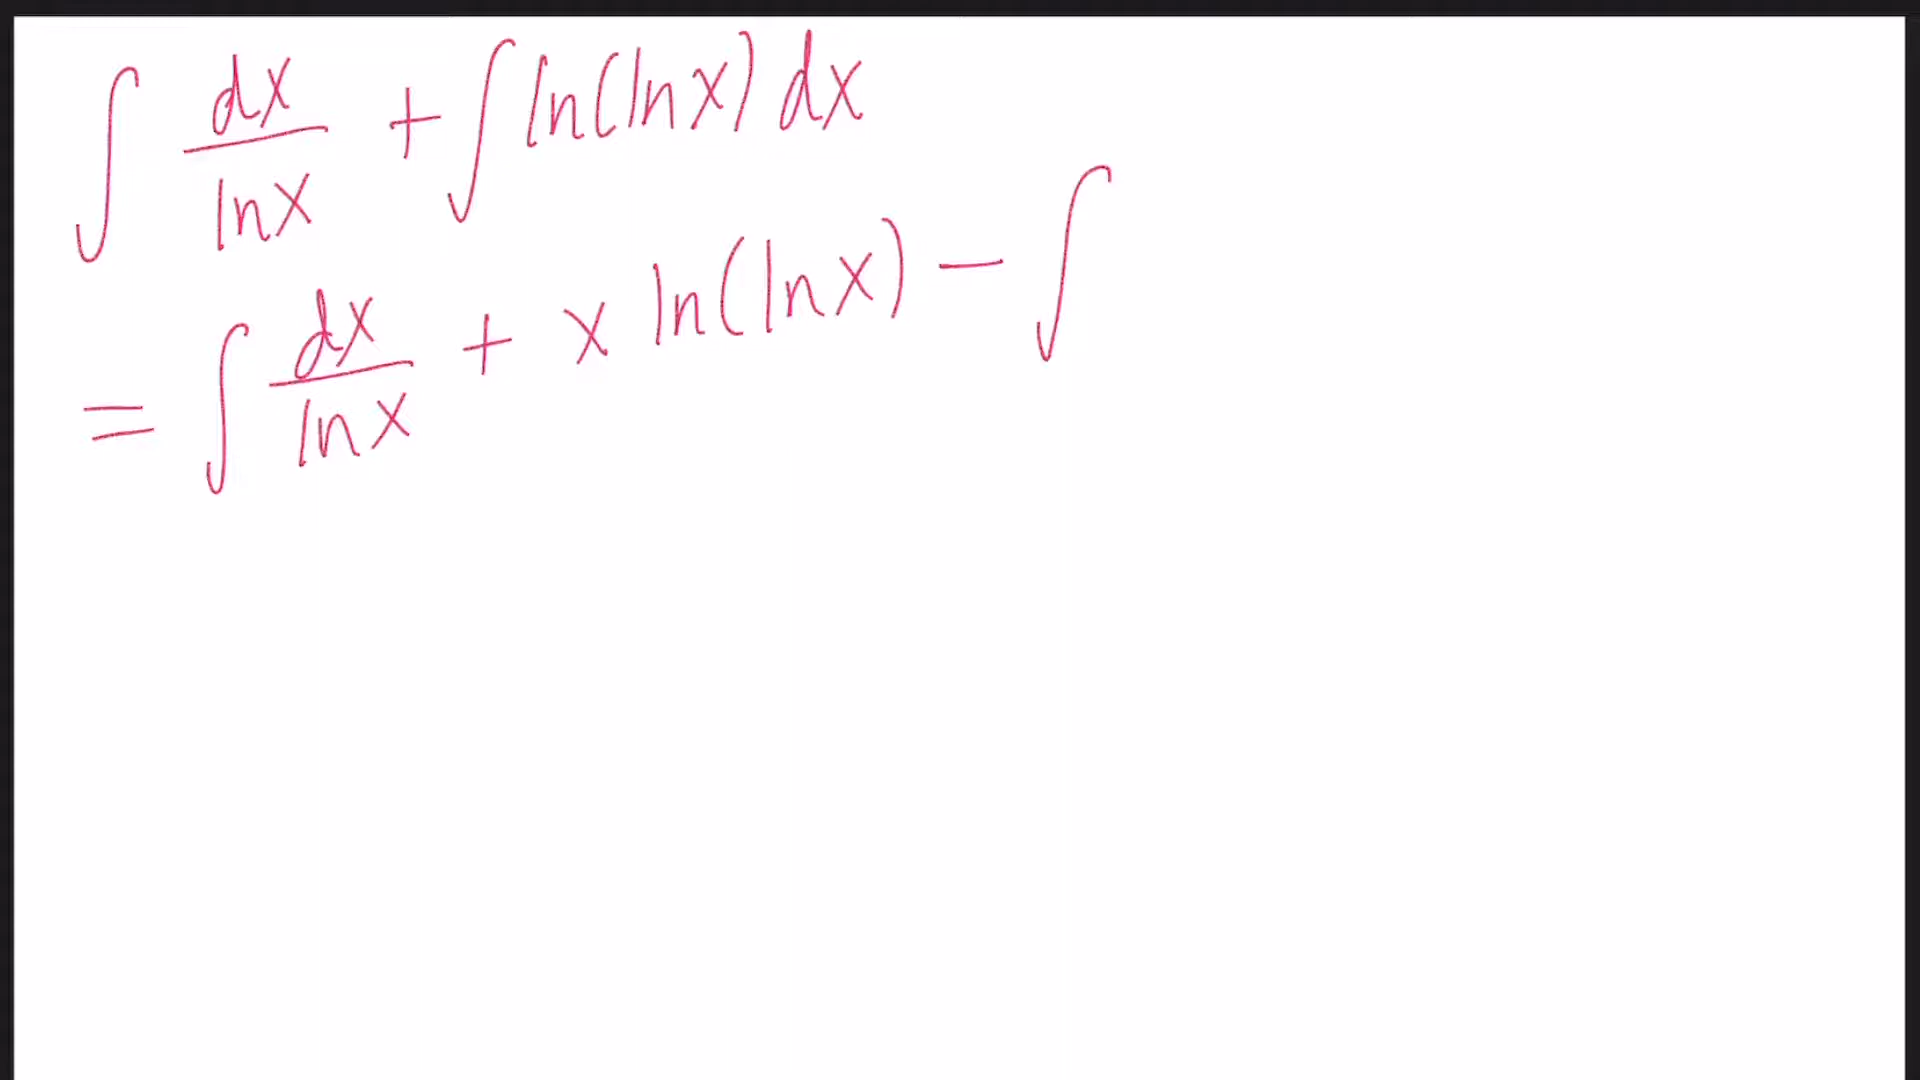 ∫ dx/lnx + ∫ ln(lnx) dx
= ∫ dx/lnx + x ln(lnx) - ∫